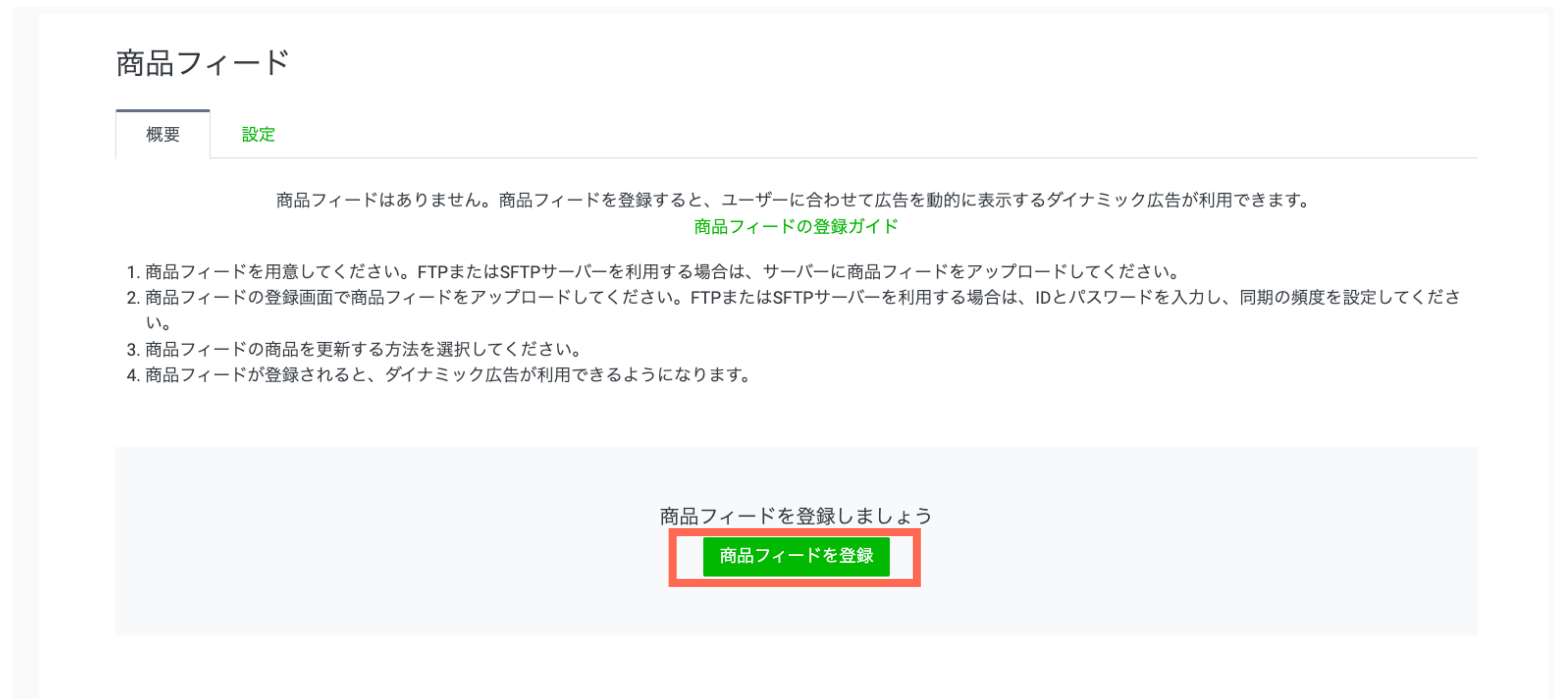 商品フィード
概要 設定
商品フィードはありません。商品フィードを登録すると、ユーザーに合わせて広告を動的に表示するダイナミック広告が利用できます。
商品フィードの登録ガイド
1. 商品フィードを用意してください。FTPまたはSFTPサーバーを利用する場合は、サーバーに商品フィードをアップロードしてください。
2. 商品フィードの登録画面で商品フィードをアップロードしてください。FTPまたはSFTPサーバーを利用する場合は、IDとパスワードを入力し、同期の頻度を設定してくださ
い。
3. 商品フィードの商品を更新する方法を選択してください。
4. 商品フィードが登録されると、ダイナミック広告が利用できるようになります。
商品フィードを登録しましょう
商品フィードを登録